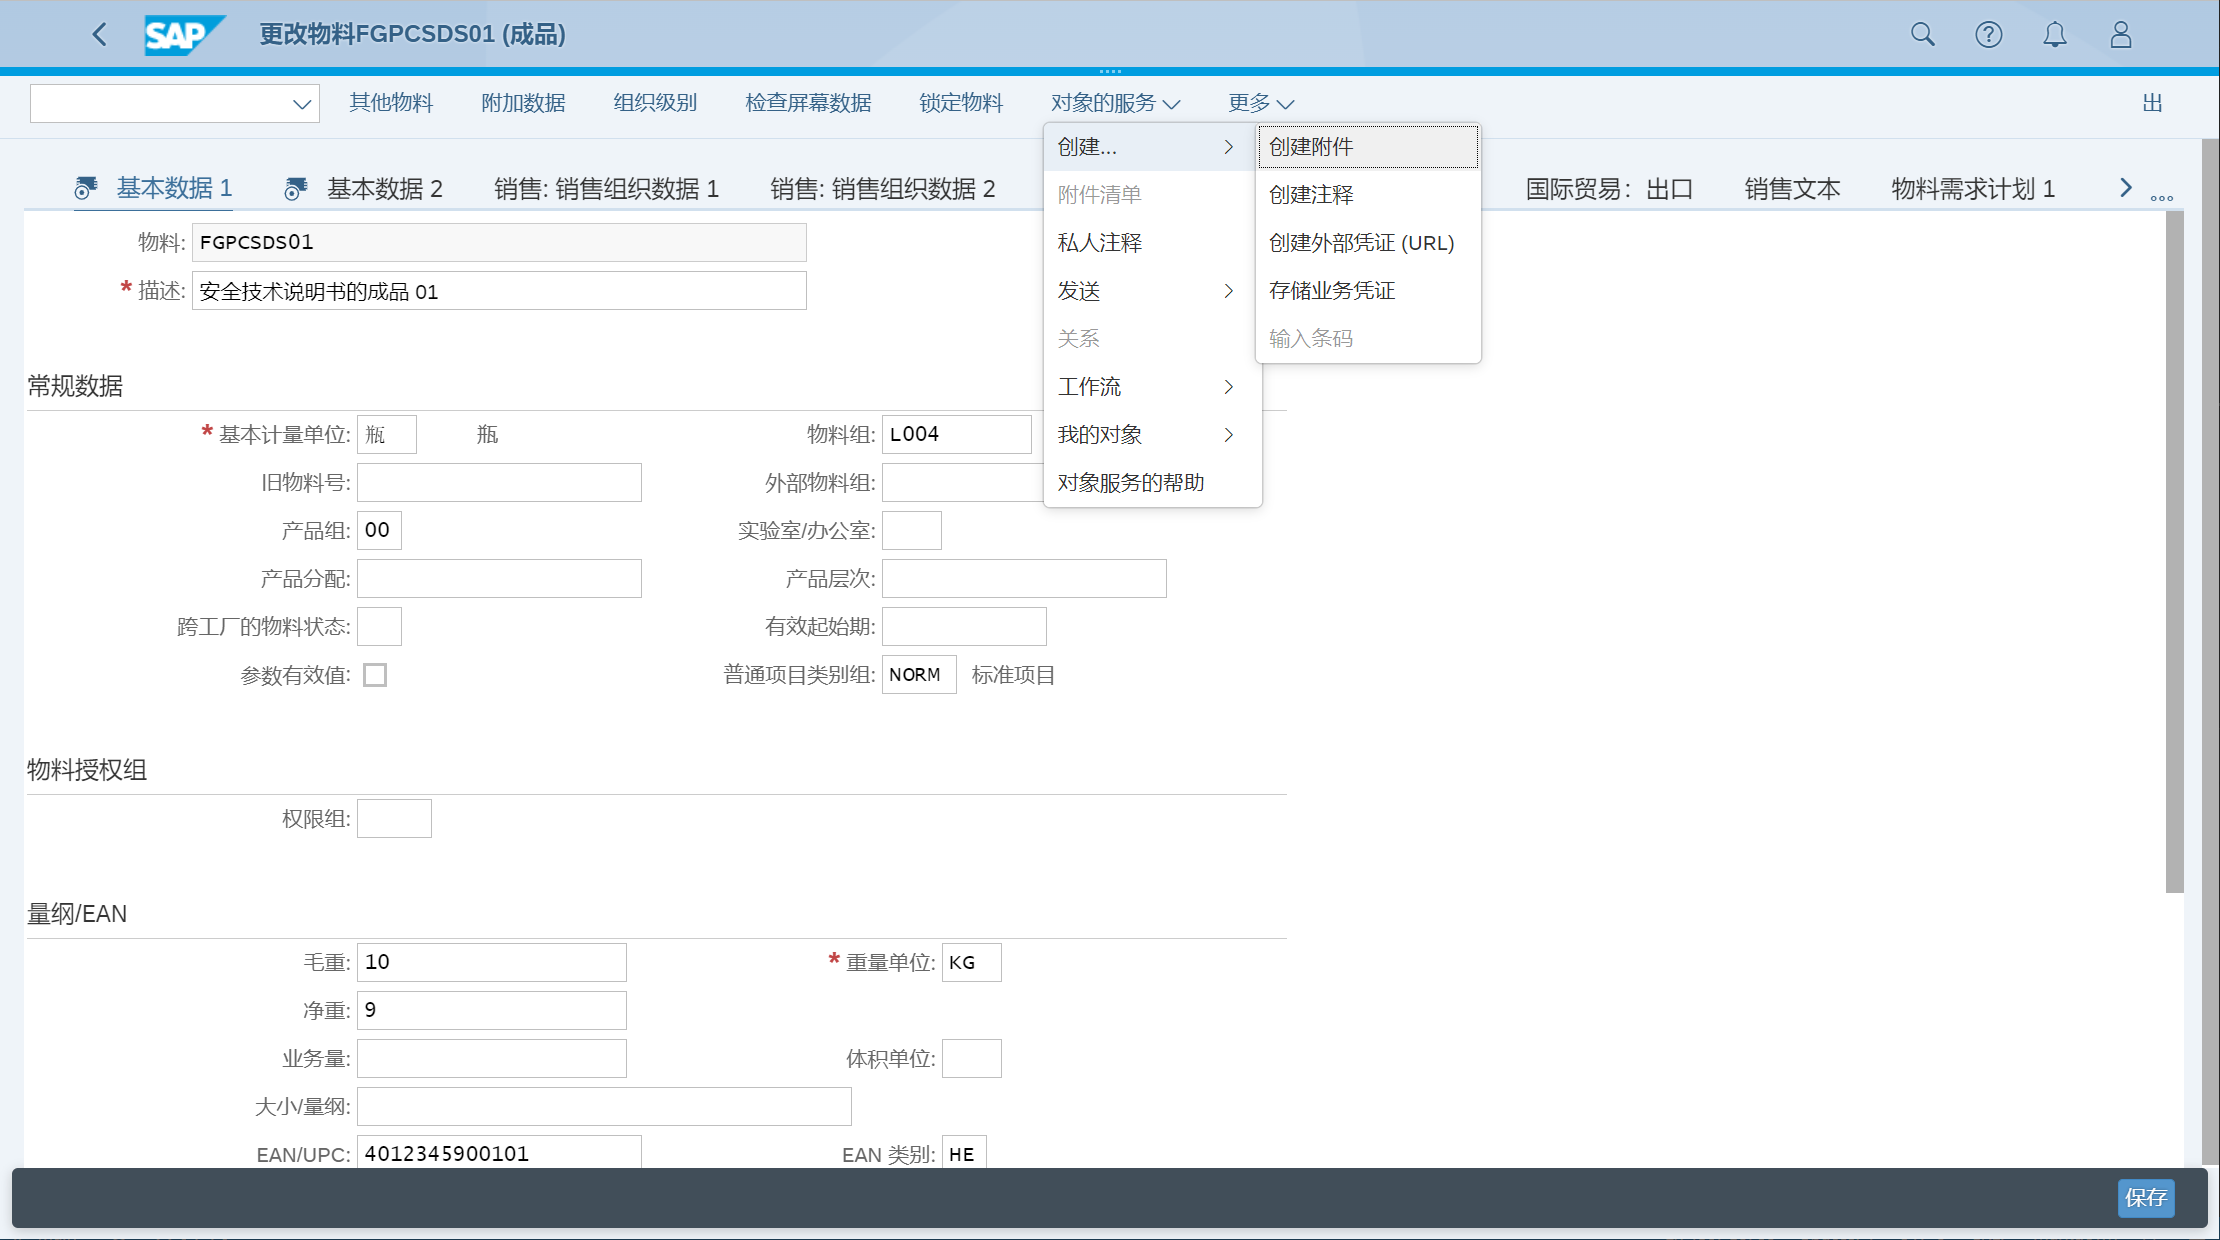 SAP 更改物料FGPCSDS01 (成品)
其他物料 附加数据 组织级别 检查屏幕数据 锁定物料 对象的服务 更多 出
创建... 创建附件
附件清单 创建注释
私人注释 创建外部凭证 (URL)
发送 存储业务凭证
关系 输入条码
工作流
我的对象
对象服务的帮助
基本数据 1 基本数据 2 销售: 销售组织数据 1 销售: 销售组织数据 2 国际贸易：出口 销售文本 物料需求计划 1
物料: FGPCSDS01
* 描述: 安全技术说明书的成品 01
常规数据
* 基本计量单位: 瓶 瓶 物料组: L004
旧物料号: 外部物料组:
产品组: 00 实验室/办公室:
产品分配: 产品层次:
跨工厂的物料状态: 有效起始期:
参数有效值: 普通项目类别组: NORM 标准项目
物料授权组
权限组:
量纲/EAN
毛重: 10 * 重量单位: KG
净重: 9
业务量: 体积单位:
大小/量纲:
EAN/UPC: 4012345900101 EAN 类别: HE
保存